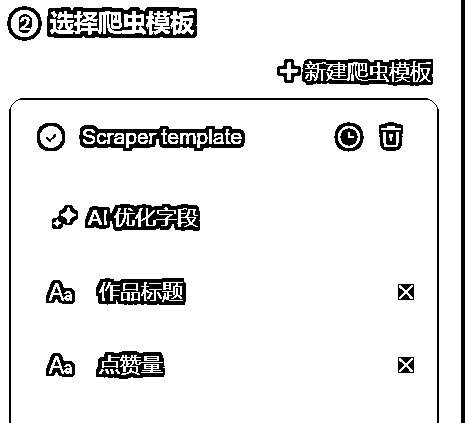 ② 选择爬虫模板
+ 新建爬虫模板
Scraper template
AI 优化字段
Aa 作品标题
Aa 点赞量